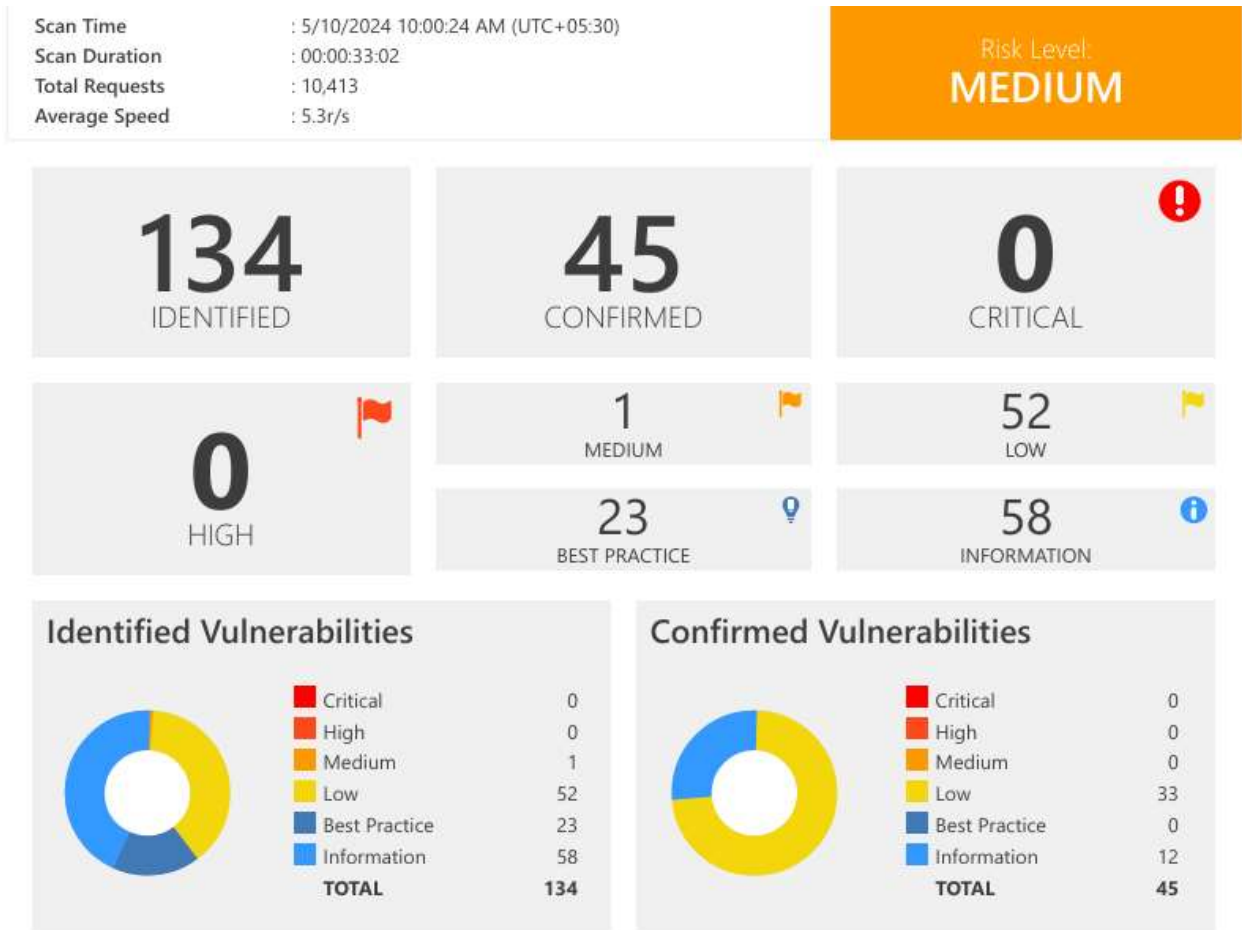 Scan Time : 5/10/2024 10:00:24 AM (UTC+05:30)
Scan Duration : 00:00:33:02
Total Requests : 10,413
Average Speed : 5.3r/s
Risk Level:
MEDIUM
134
IDENTIFIED
45
CONFIRMED
0
CRITICAL
0
HIGH
1
MEDIUM
52
LOW
23
BEST PRACTICE
58
INFORMATION
Identified Vulnerabilities
Critical 0
High 0
Medium 1
Low 52
Best Practice 23
Information 58
TOTAL 134
Confirmed Vulnerabilities
Critical 0
High 0
Medium 0
Low 33
Best Practice 0
Information 12
TOTAL 45